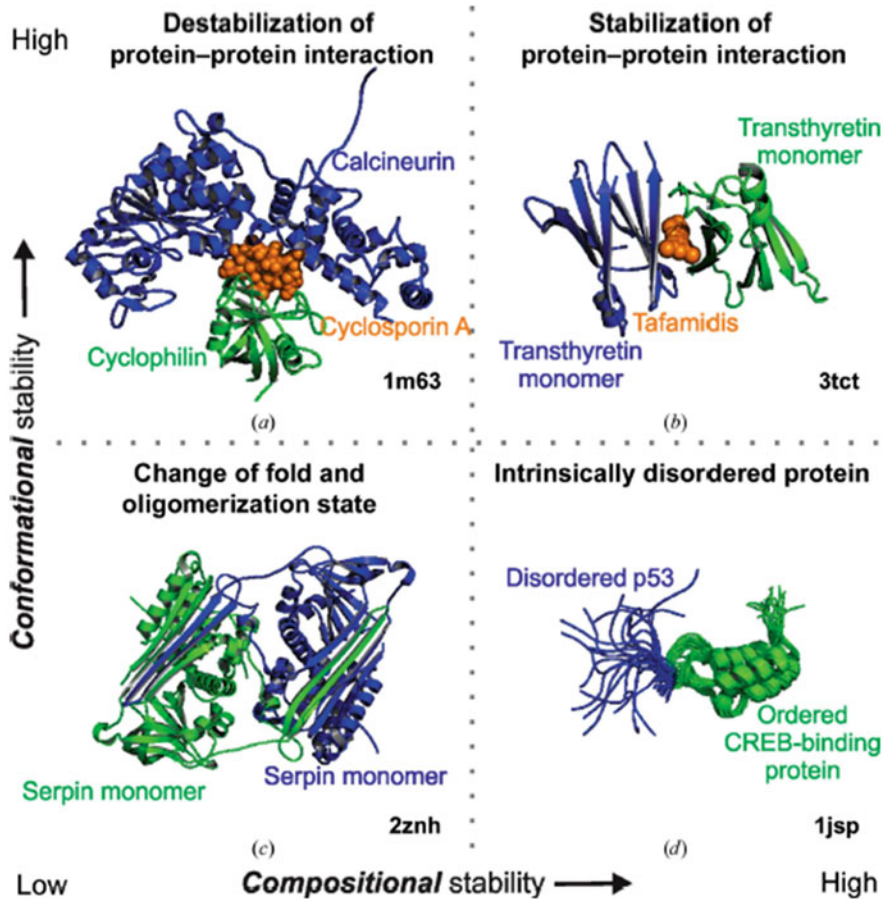 High
Destabilization of
protein–protein interaction
Calcineurin
Cyclosporin A
Cyclophilin
1m63
(a)
Stabilization of
protein–protein interaction
Transthyretin
monomer
Tafamidis
Transthyretin
monomer
3tct
(b)
Conformational stability
Change of fold and
oligomerization state
Serpin monomer
Serpin monomer
2znh
(c)
Intrinsically disordered protein
Disordered p53
Ordered
CREB-binding
protein
1jsp
(d)
Low
Compositional stability
High